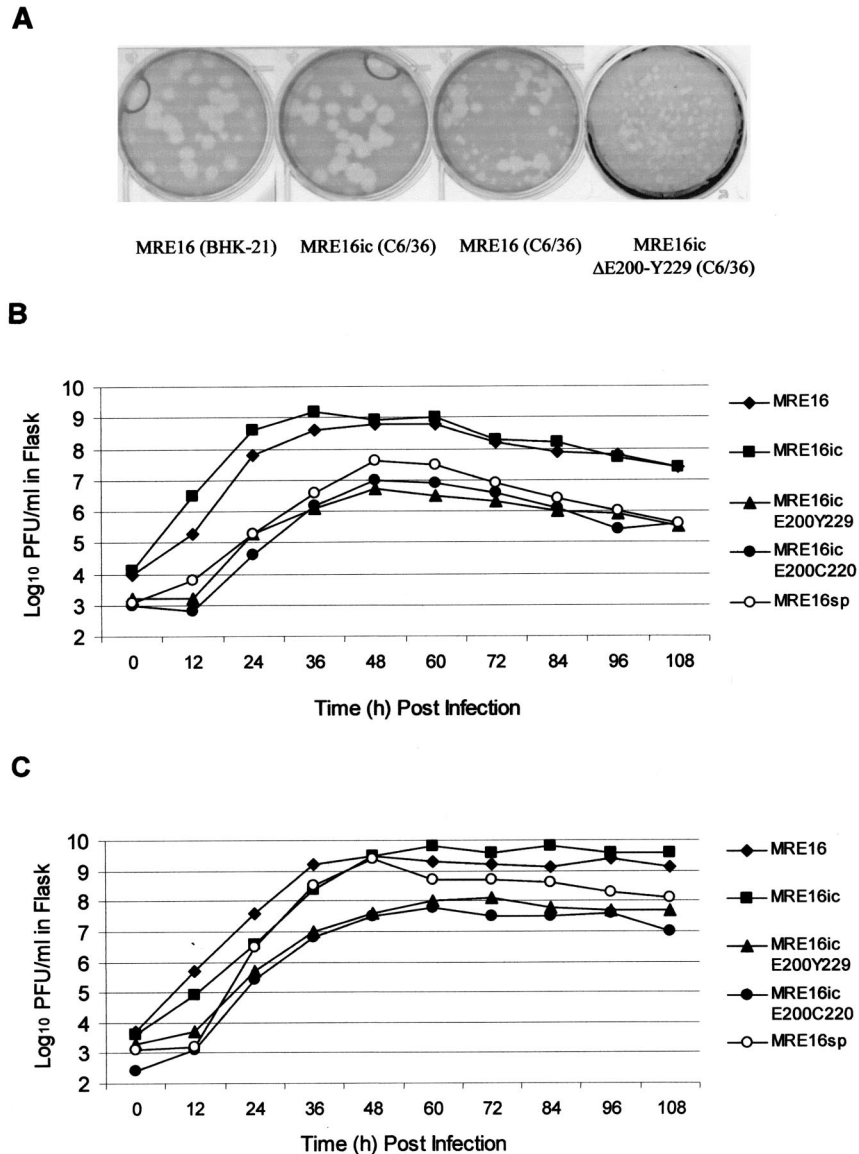 A
MRE16 (BHK-21)
MRE16ic (C6/36)
MRE16 (C6/36)
MRE16ic
ΔE200-Y229 (C6/36)
B
Log10 PFU/ml in Flask
10
9
8
7
6
5
4
3
2
0 12 24 36 48 60 72 84 96 108
Time (h) Post Infection
MRE16
MRE16ic
MRE16ic
E200Y229
MRE16ic
E200C220
MRE16sp
C
Log10 PFU/ml in Flask
10
9
8
7
6
5
4
3
2
0 12 24 36 48 60 72 84 96 108
Time (h) Post Infection
MRE16
MRE16ic
MRE16ic
E200Y229
MRE16ic
E200C220
MRE16sp